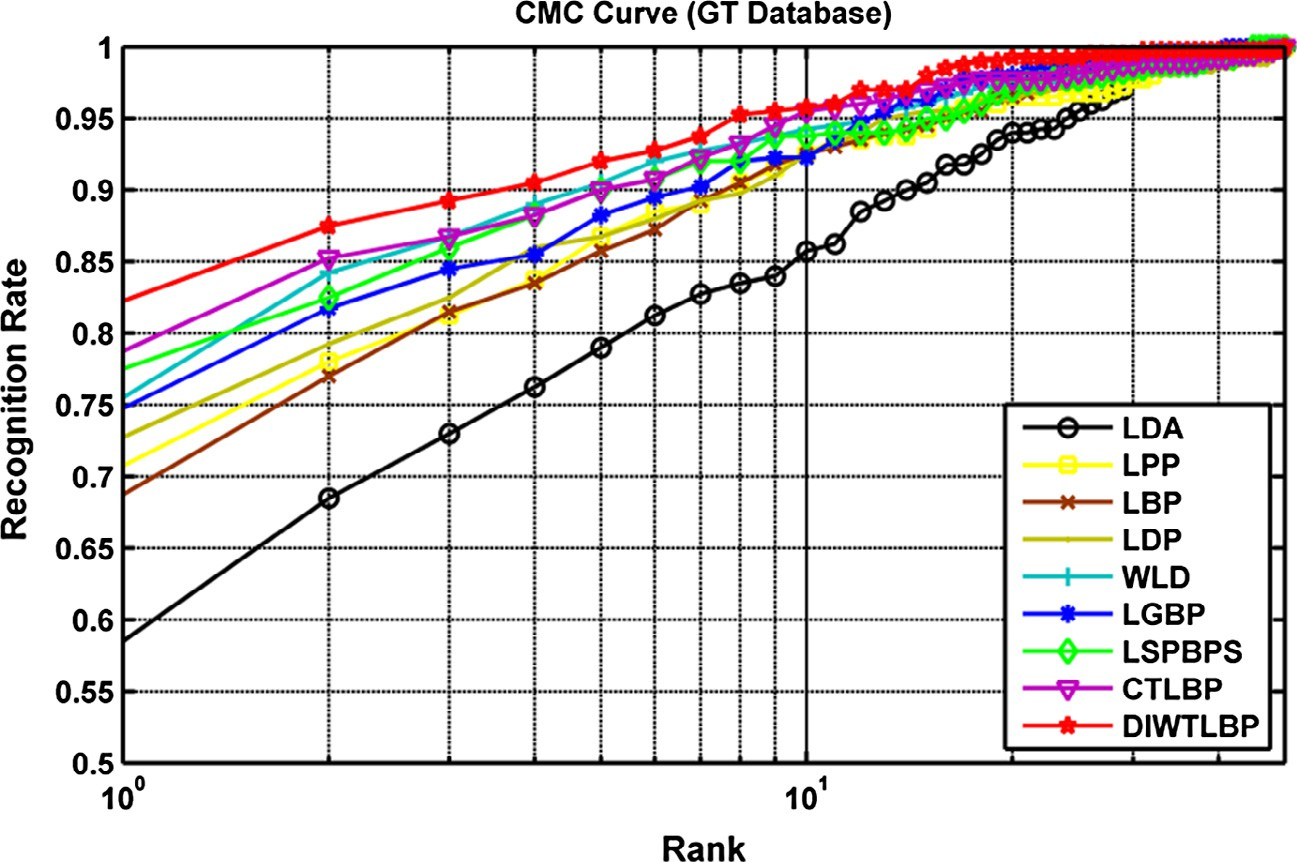 CMC Curve (GT Database)
1
0.95
0.9
0.85
0.8
0.75
0.7
0.65
0.6
0.55
0.5
Recognition Rate
10⁰
10¹
Rank
LDA
LPP
LBP
LDP
WLD
LGBP
LSPBPS
CTLBP
DIWTLBP